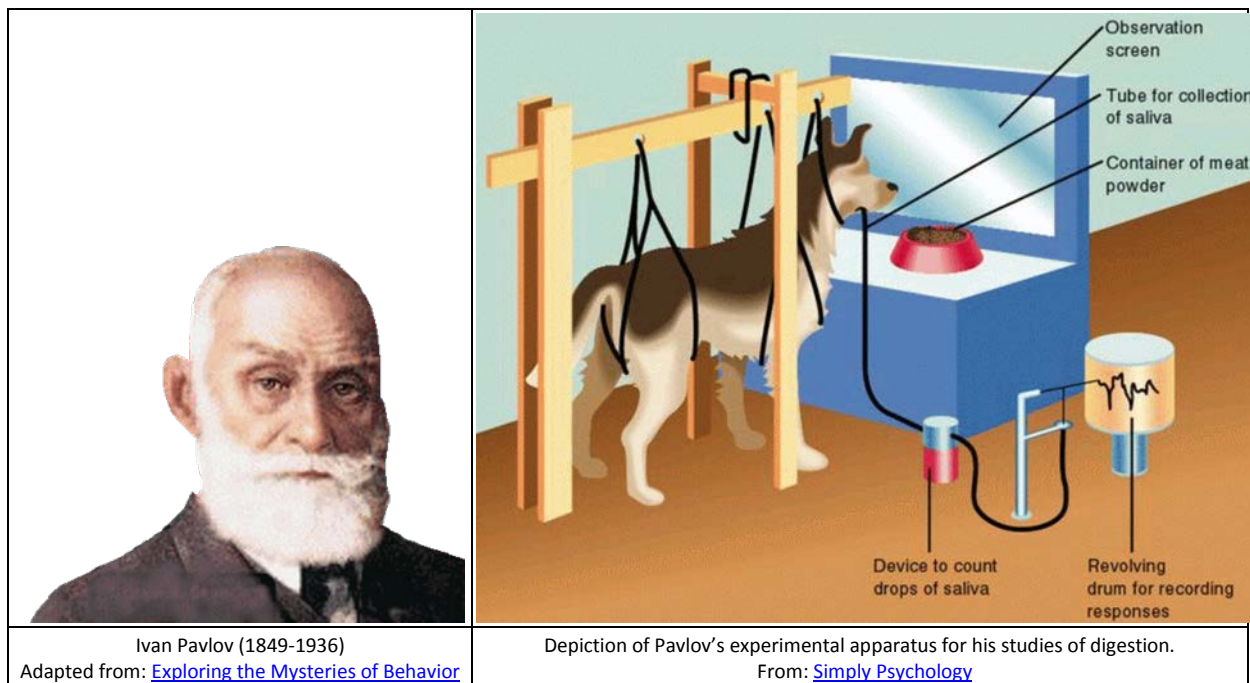 Observation
screen
Tube for collection
of saliva
Container of meat
powder
Device to count
drops of saliva
Revolving
drum for recording
responses
Ivan Pavlov (1849-1936)
Adapted from: Exploring the Mysteries of Behavior
Depiction of Pavlov’s experimental apparatus for his studies of digestion.
From: Simply Psychology